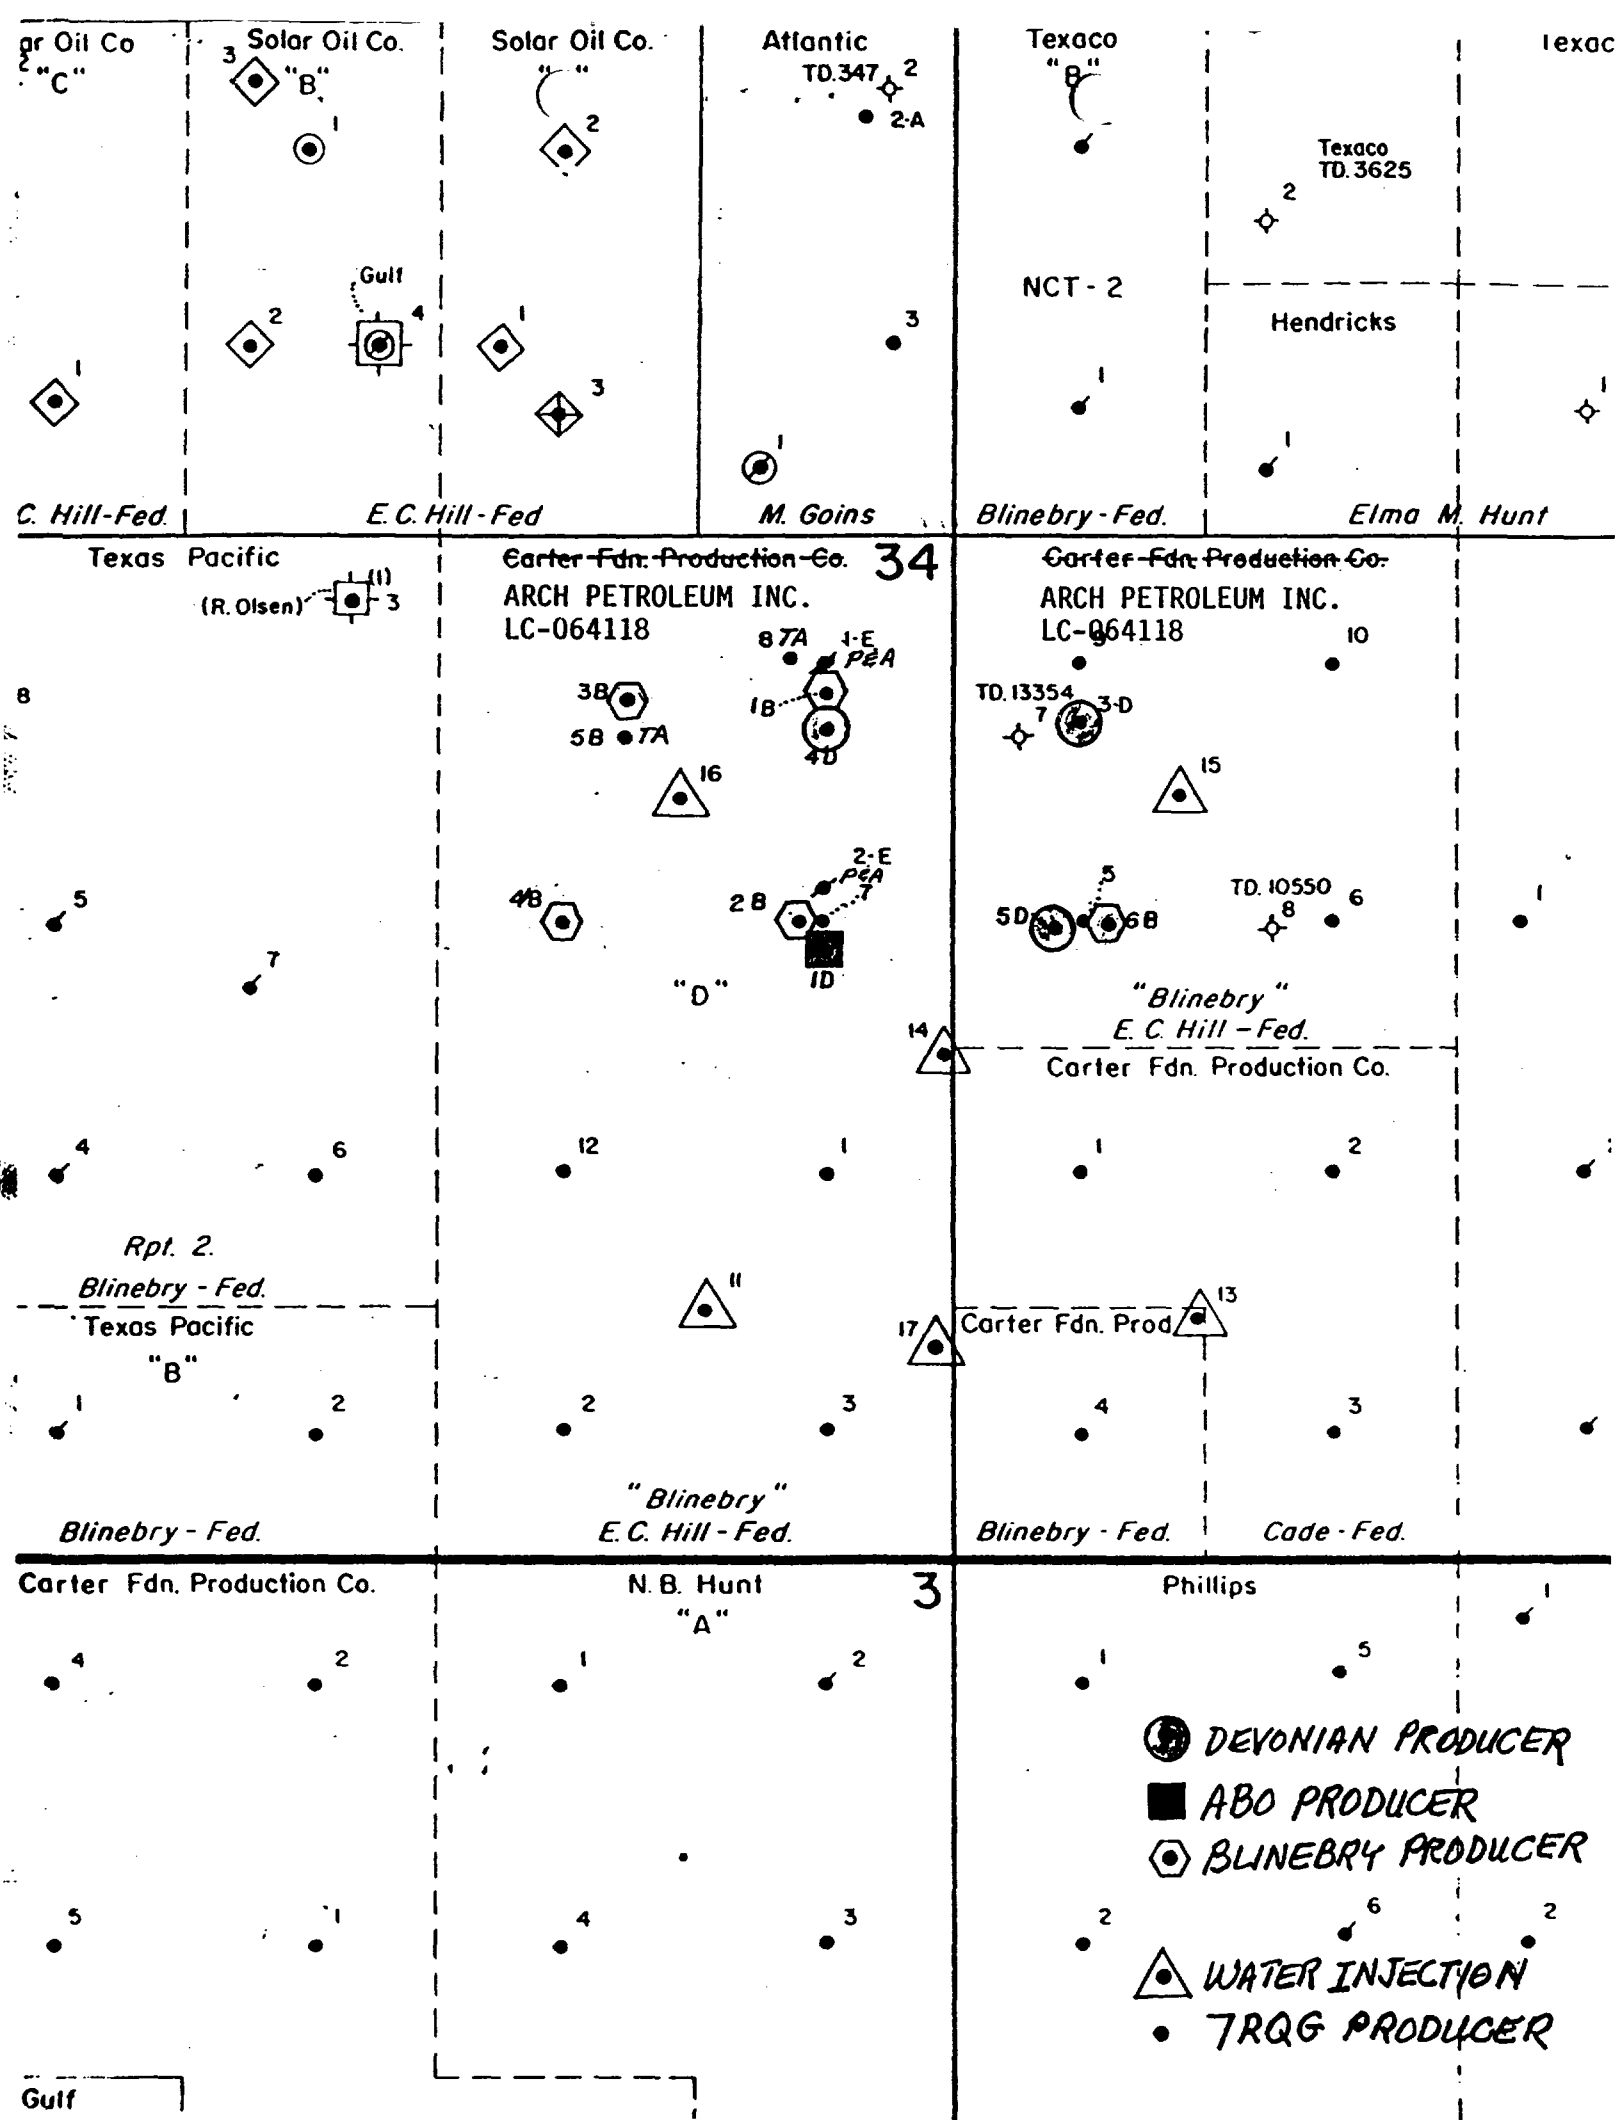 ar Oil Co
Solar Oil Co.
Solar Oil Co.
Atlantic
Texaco
2
"C"
3
"B"
TD.347
2
"B"
1
2
2-A
Texaco
TD.3625
2
Gulf
NCT-2
2
4
1
3
Hendricks
1
3
1
1
1
1
C. Hill-Fed.
E.C. Hill-Fed
M. Goins
Blinebry-Fed.
Elma M. Hunt
Texas Pacific
Carter Fdn. Production Co.
34
Carter Fdn. Production Co.
(R. Olsen)
(1)
3
ARCH PETROLEUM INC.
LC-064118
ARCH PETROLEUM INC.
LC-064118
8 TA
1-E
P&A
9
10
8
3B
1B
TD. 13354
7
3-D
5B
TA
4D
16
15
2-E
P&A
7
5
4B
2B
5
TD. 10550
8
6
1
5D
6B
7
1D
"D"
"Blinebry"
E. C. Hill-Fed.
14
Carter Fdn. Production Co.
4
6
12
1
1
2
Rpt. 2.
Blinebry - Fed.
11
13
Texas Pacific
"B"
17
Carter Fdn. Prod.
1
2
2
3
4
3
"Blinebry"
Blinebry - Fed.
E.C. Hill - Fed.
Blinebry - Fed.
Cade - Fed.
Carter Fdn. Production Co.
N. B. Hunt
3
Phillips
"A"
1
4
2
1
2
1
5
DEVONIAN PRODUCER
ABO PRODUCER
BLINEBRY PRODUCER
5
1
4
3
2
6
2
WATER INJECTION
7RQG PRODUCER
Gulf